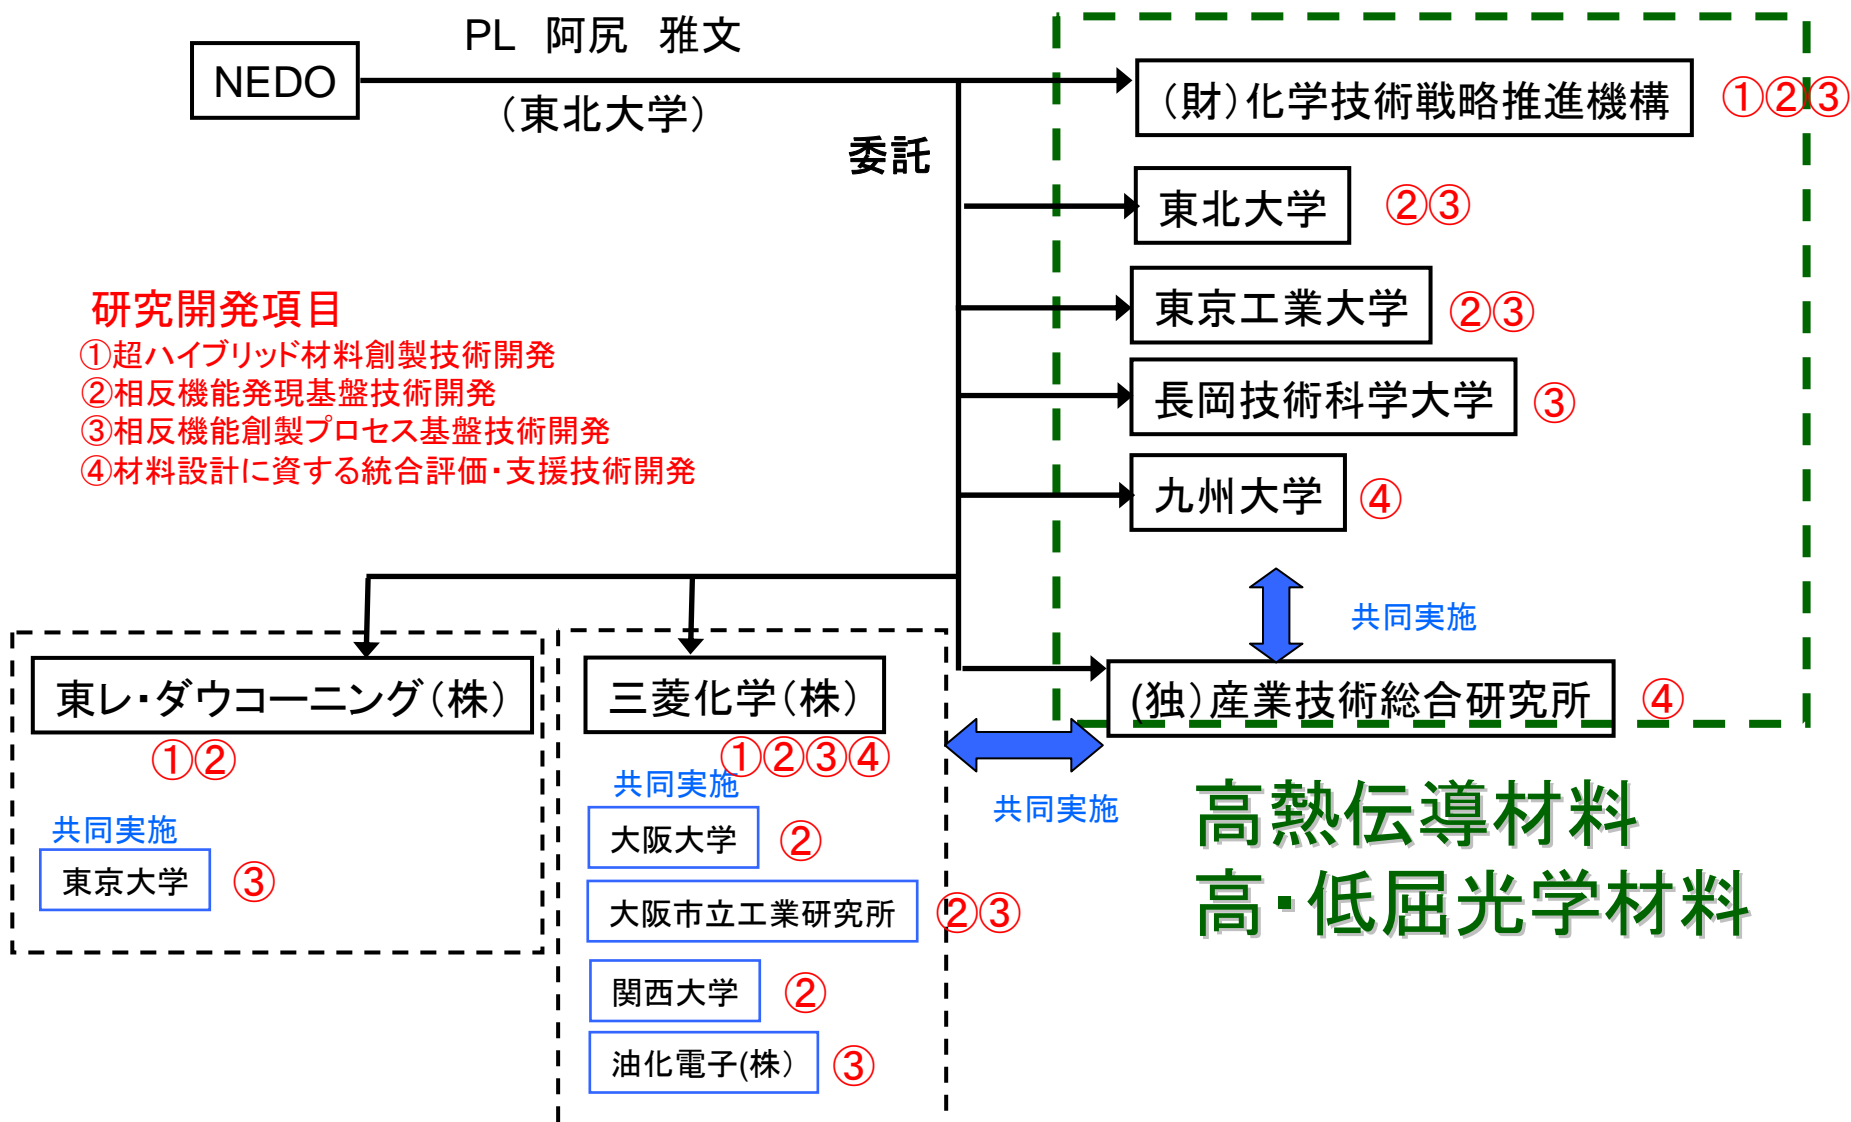 PL 阿尻 雅文
NEDO
（東北大学）
委託
（財）化学技術戦略推進機構 ①②③
東北大学 ②③
東京工業大学 ②③
長岡技術科学大学 ③
九州大学 ④
研究開発項目
①超ハイブリッド材料創製技術開発
②相反機能発現基盤技術開発
③相反機能創製プロセス基盤技術開発
④材料設計に資する統合評価・支援技術開発
共同実施
東レ・ダウコーニング（株）
①②
共同実施
東京大学 ③
三菱化学（株）
①②③④
共同実施
大阪大学 ②
大阪市立工業研究所 ②③
関西大学 ②
油化電子(株） ③
(独）産業技術総合研究所 ④
共同実施
高熱伝導材料
高・低屈光学材料